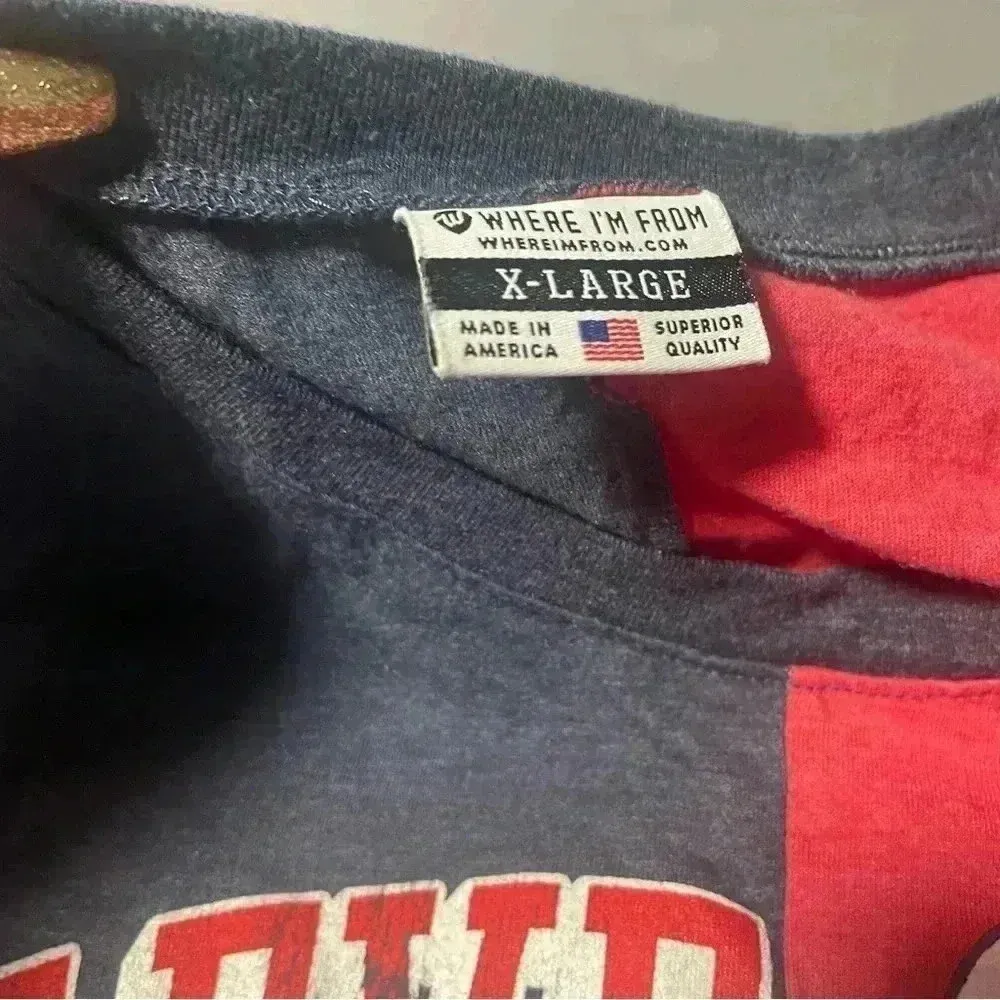 WHERE I'M FROM
WHEREIMFROM.COM
X-LARGE
MADE IN AMERICA
SUPERIOR QUALITY